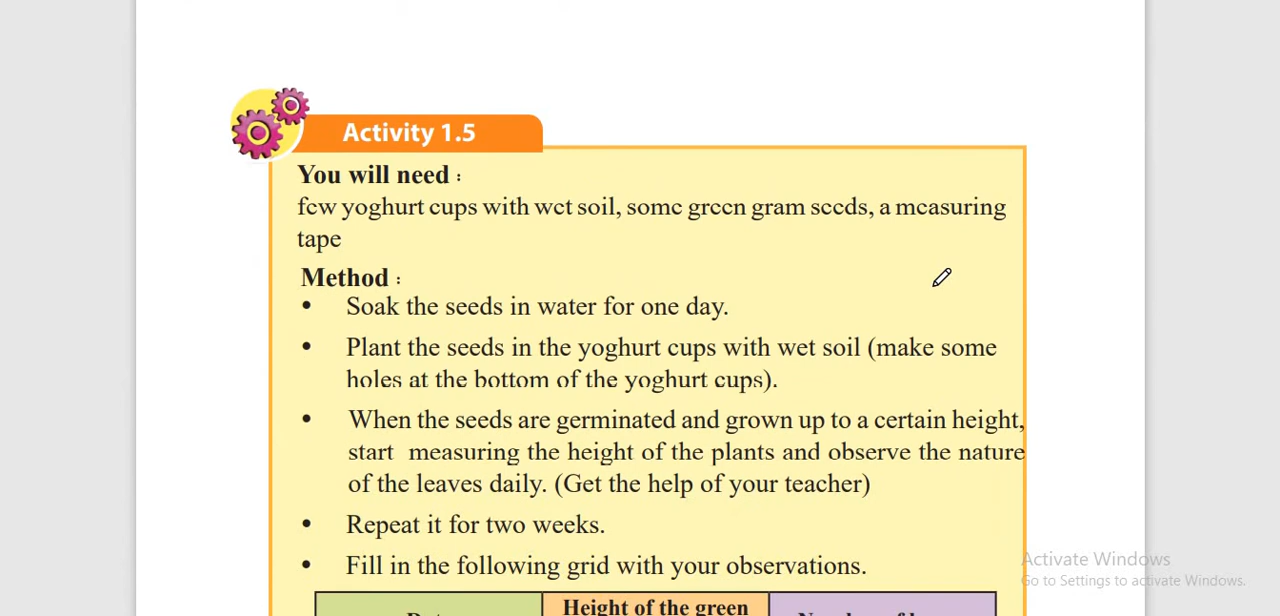 Activity 1.5
You will need :
few yoghurt cups with wet soil, some green gram seeds, a measuring
tape
Method :
• Soak the seeds in water for one day.
• Plant the seeds in the yoghurt cups with wet soil (make some
holes at the bottom of the yoghurt cups).
• When the seeds are germinated and grown up to a certain height,
start measuring the height of the plants and observe the nature
of the leaves daily. (Get the help of your teacher)
• Repeat it for two weeks.
• Fill in the following grid with your observations.
Height of the green
Activate Windows
Go to Settings to activate Windows.